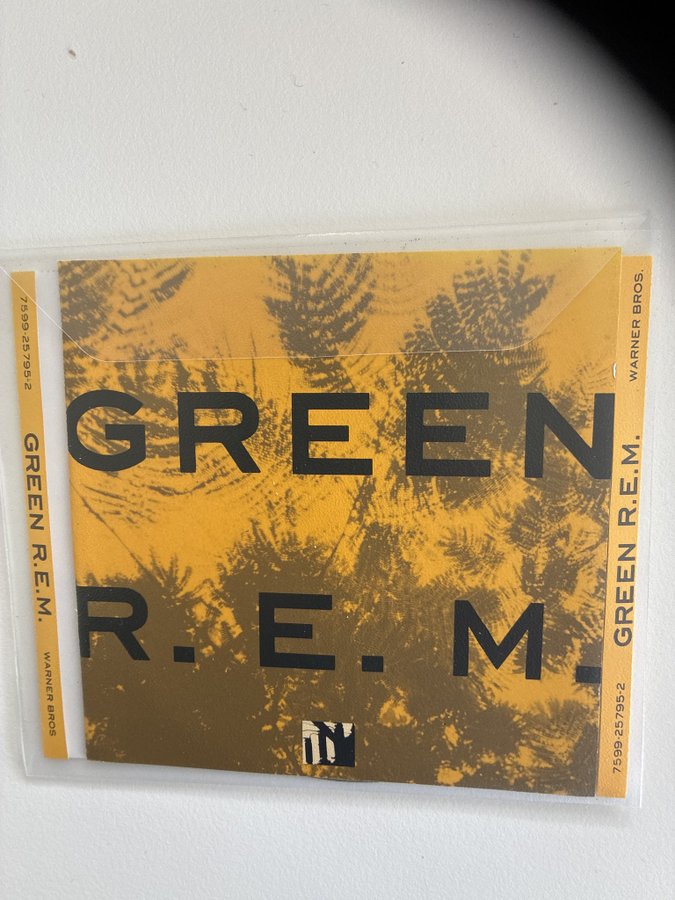 GREEN
R. E. M.
7599-25795-2 GREEN R.E.M. WARNER BROS
7599-25795-2 GREEN R.E.M. WARNER BROS.